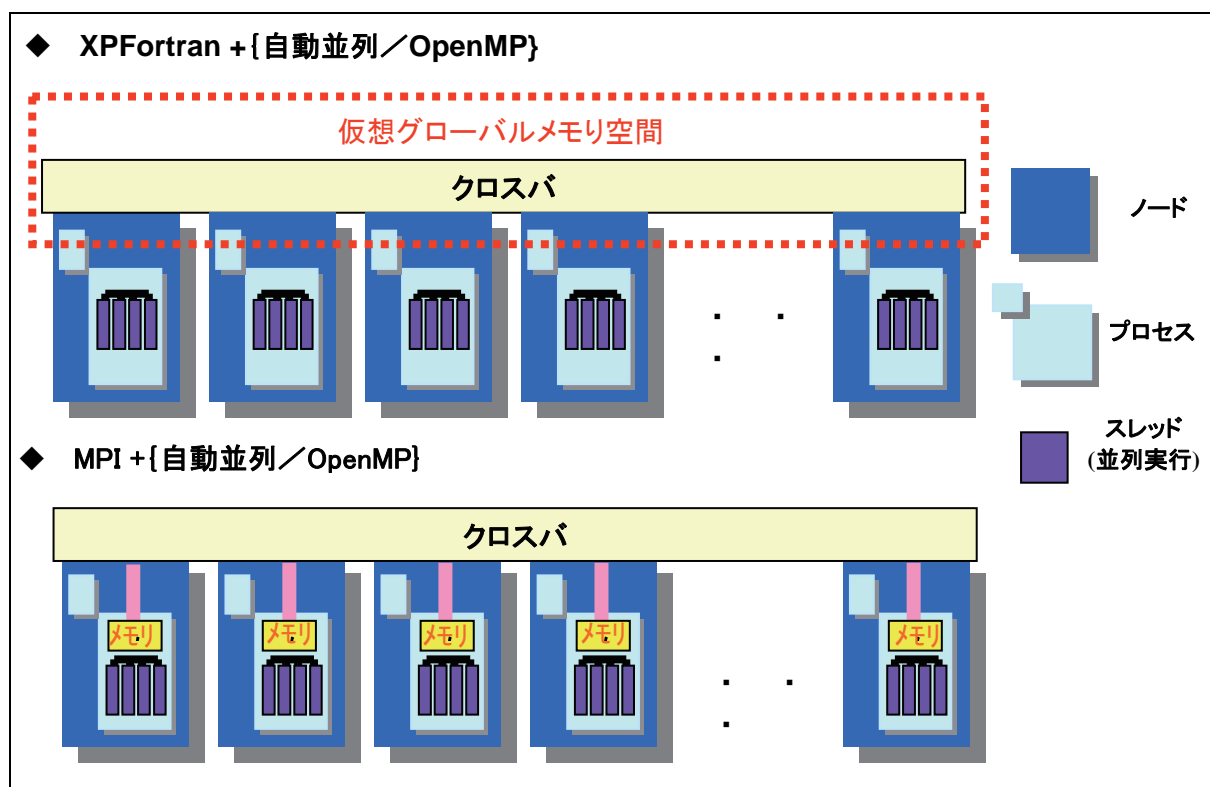 ◆ XPFortran +{自動並列／OpenMP}
仮想グローバルメモリ空間
クロスバ
ノード
プロセス
. .
.
スレッド
(並列実行)
◆ MPI +{自動並列／OpenMP}
クロスバ
メモリ メモリ メモリ メモリ メモリ
. .
.